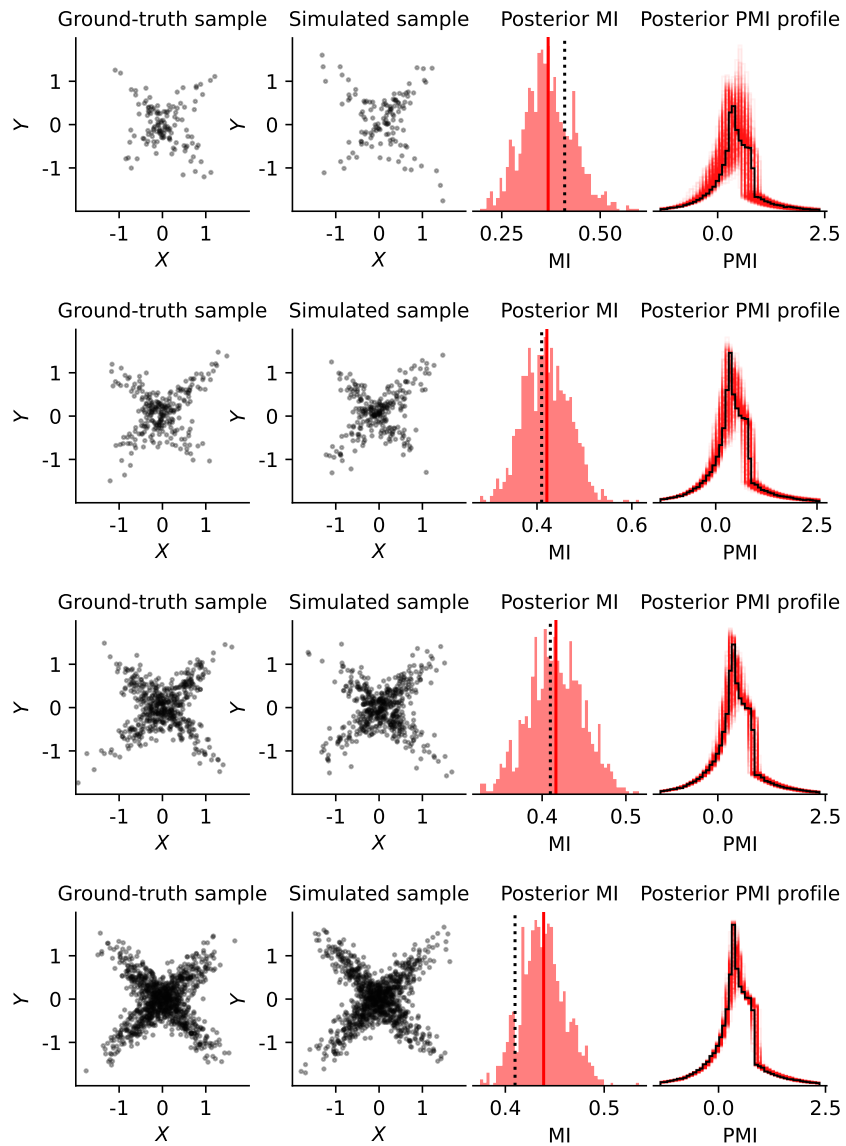 Ground-truth sample Simulated sample Posterior MI Posterior PMI profile
Y 1 0 -1 Y 1 0 -1
-1 0 1 -1 0 1 0.25 0.50 0.0 2.5
X X MI PMI
Ground-truth sample Simulated sample Posterior MI Posterior PMI profile
Y 1 0 -1 Y 1 0 -1
-1 0 1 -1 0 1 0.4 0.6 0.0 2.5
X X MI PMI
Ground-truth sample Simulated sample Posterior MI Posterior PMI profile
Y 1 0 -1 Y 1 0 -1
-1 0 1 -1 0 1 0.4 0.5 0.0 2.5
X X MI PMI
Ground-truth sample Simulated sample Posterior MI Posterior PMI profile
Y 1 0 -1 Y 1 0 -1
-1 0 1 -1 0 1 0.4 0.5 0.0 2.5
X X MI PMI